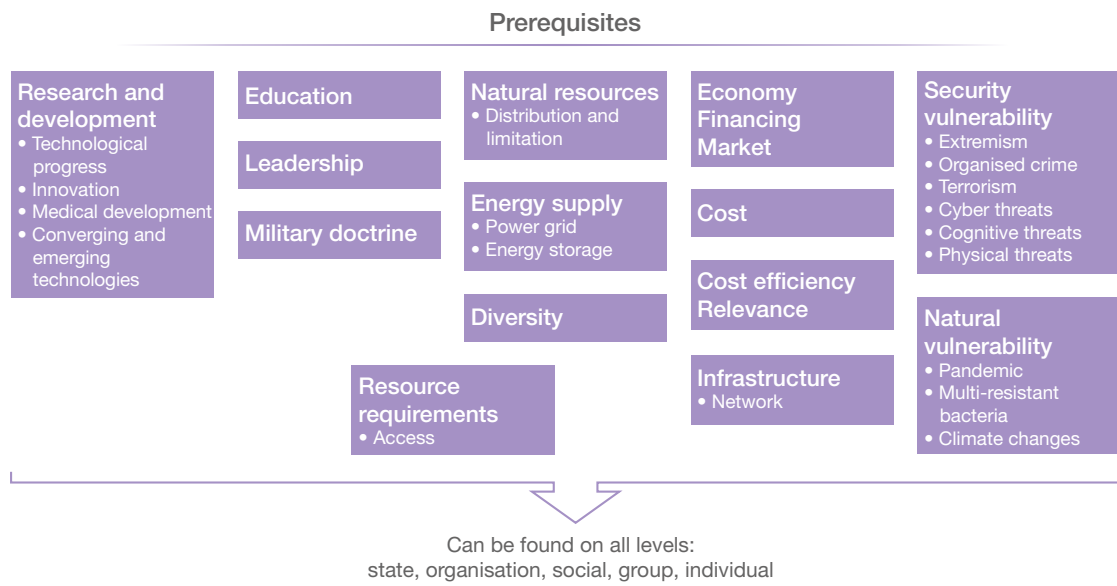 Prerequisites
Research and
development
• Technological
progress
• Innovation
• Medical development
• Converging and
emerging
technologies
Education
Leadership
Military doctrine
Natural resources
• Distribution and
limitation
Energy supply
• Power grid
• Energy storage
Diversity
Resource
requirements
• Access
Economy
Financing
Market
Cost
Cost efficiency
Relevance
Infrastructure
• Network
Security
vulnerability
• Extremism
• Organised crime
• Terrorism
• Cyber threats
• Cognitive threats
• Physical threats
Natural
vulnerability
• Pandemic
• Multi-resistant
bacteria
• Climate changes
Can be found on all levels:
state, organisation, social, group, individual